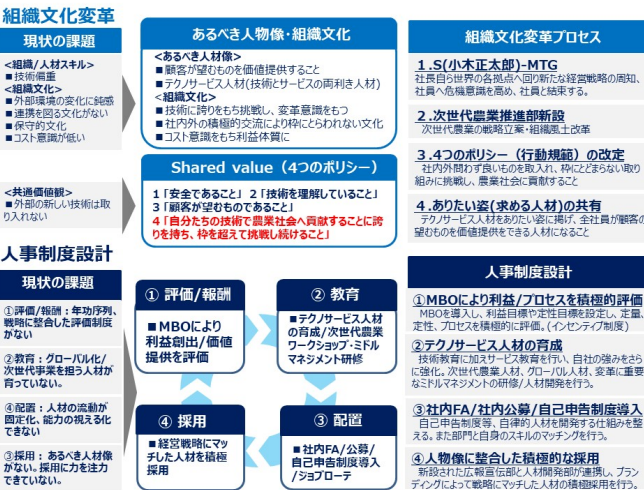 組織文化変革
現状の課題
<組織/人材スキル>
■技術偏重
<組織文化>
■外部環境の変化に鈍感
■連携を図る文化がない
■保守的文化
■コスト意識が低い
<共通価値観>
■外部の新しい技術は取
り入れない
あるべき人物像・組織文化
<あるべき人材像>
■顧客が望むものを価値提供すること
■テクノサービス人材(技術とサービスの両利き人材)
<組織文化>
■技術に誇りをもち挑戦し、変革意識をもつ
■社内外の積極的交流により枠にとらわれない文化
■コスト意識をもち利益体質に
Shared value(4つのポリシー)
1「安全であること」2「技術を理解していること」
3「顧客が望むものであること」
4「自分たちの技術で農業社会へ貢献することに誇
りを持ち、枠を超えて挑戦し続けること」
組織文化変革プロセス
1.S(小木正太郎)-MTG
社長自ら世界の各拠点へ回り新たな経営戦略の周知、
社員へ危機意識を高め、社員と結束する。
2.次世代農業推進部新設
次世代農業の戦略立案・組織風土改革
3.4つのポリシー(行動規範)の改定
社内外問わず良いものを取入れ、枠にとどまらない取り
組みに挑戦し、農業社会に貢献すること
4.ありたい姿(求める人材)の共有
テクノサービス人材をありたい姿に掲げ、全社員が顧客の
望むものを価値提供をできる人材になること
人事制度設計
現状の課題
①評価/報酬:年功序列、
戦略に整合した評価制度
がない
②教育:グローバル化/
次世代事業を担う人材が
育っていない。
④配置:人材の流動が
固定化、能力の視える化
できない
③採用:あるべき人材像
がない。採用に力を注力
できていない。
① 評価/報酬
■MBOにより
利益創出/価値
提供を評価
② 教育
■テクノサービス人材
の育成/次世代農業
ワークショップ・ミドル
マネジメント研修
④ 採用
■経営戦略にマッ
チした人材を積極
採用
③ 配置
■社内FA/公募/
自己申告制度導入
/ジョブローテ
人事制度設計
①MBOにより利益/プロセスを積極的評価
MBOを導入し、利益目標や定性目標を設定し、定量、
定性、プロセスを積極的に評価。(インセンティブ制度)
②テクノサービス人材の育成
技術教育に加えサービス教育を行い、自社の強みをさら
に強化。次世代農業人材、グローバル人材、変革に重要
なミドルマネジメントの研修/人材開発を行う。
③社内FA/社内公募/自己申告制度導入
自己申告制度等、自律的人材を開発する仕組みを整
える。また部門と自身のスキルのマッチングを行う。
④人物像に整合した積極的な採用
新設された広報宣伝部と人材開発部が連携し、ブラン
ディングによって戦略にマッチした人材の積極採用を行う。